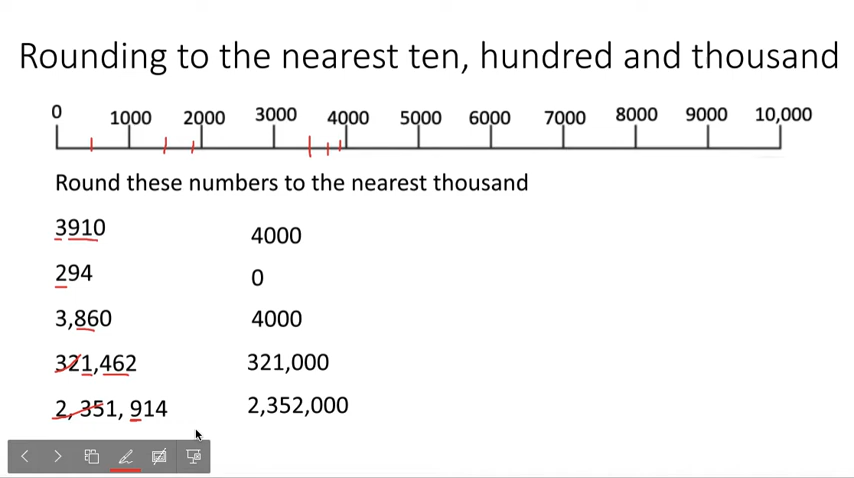 Rounding to the nearest ten, hundred and thousand
0 1000 2000 3000 4000 5000 6000 7000 8000 9000 10,000
Round these numbers to the nearest thousand
3910 4000
294 0
3,860 4000
321,462 321,000
2, 351, 914 2,352,000